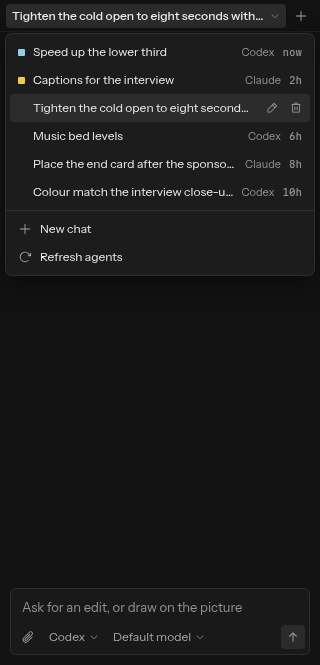 Tighten the cold open to eight seconds with...
Speed up the lower third Codex now
Captions for the interview Claude 2h
Tighten the cold open to eight second...
Music bed levels Codex 6h
Place the end card after the sponso... Claude 8h
Colour match the interview close-u... Codex 10h
New chat
Refresh agents
Ask for an edit, or draw on the picture
Codex Default model